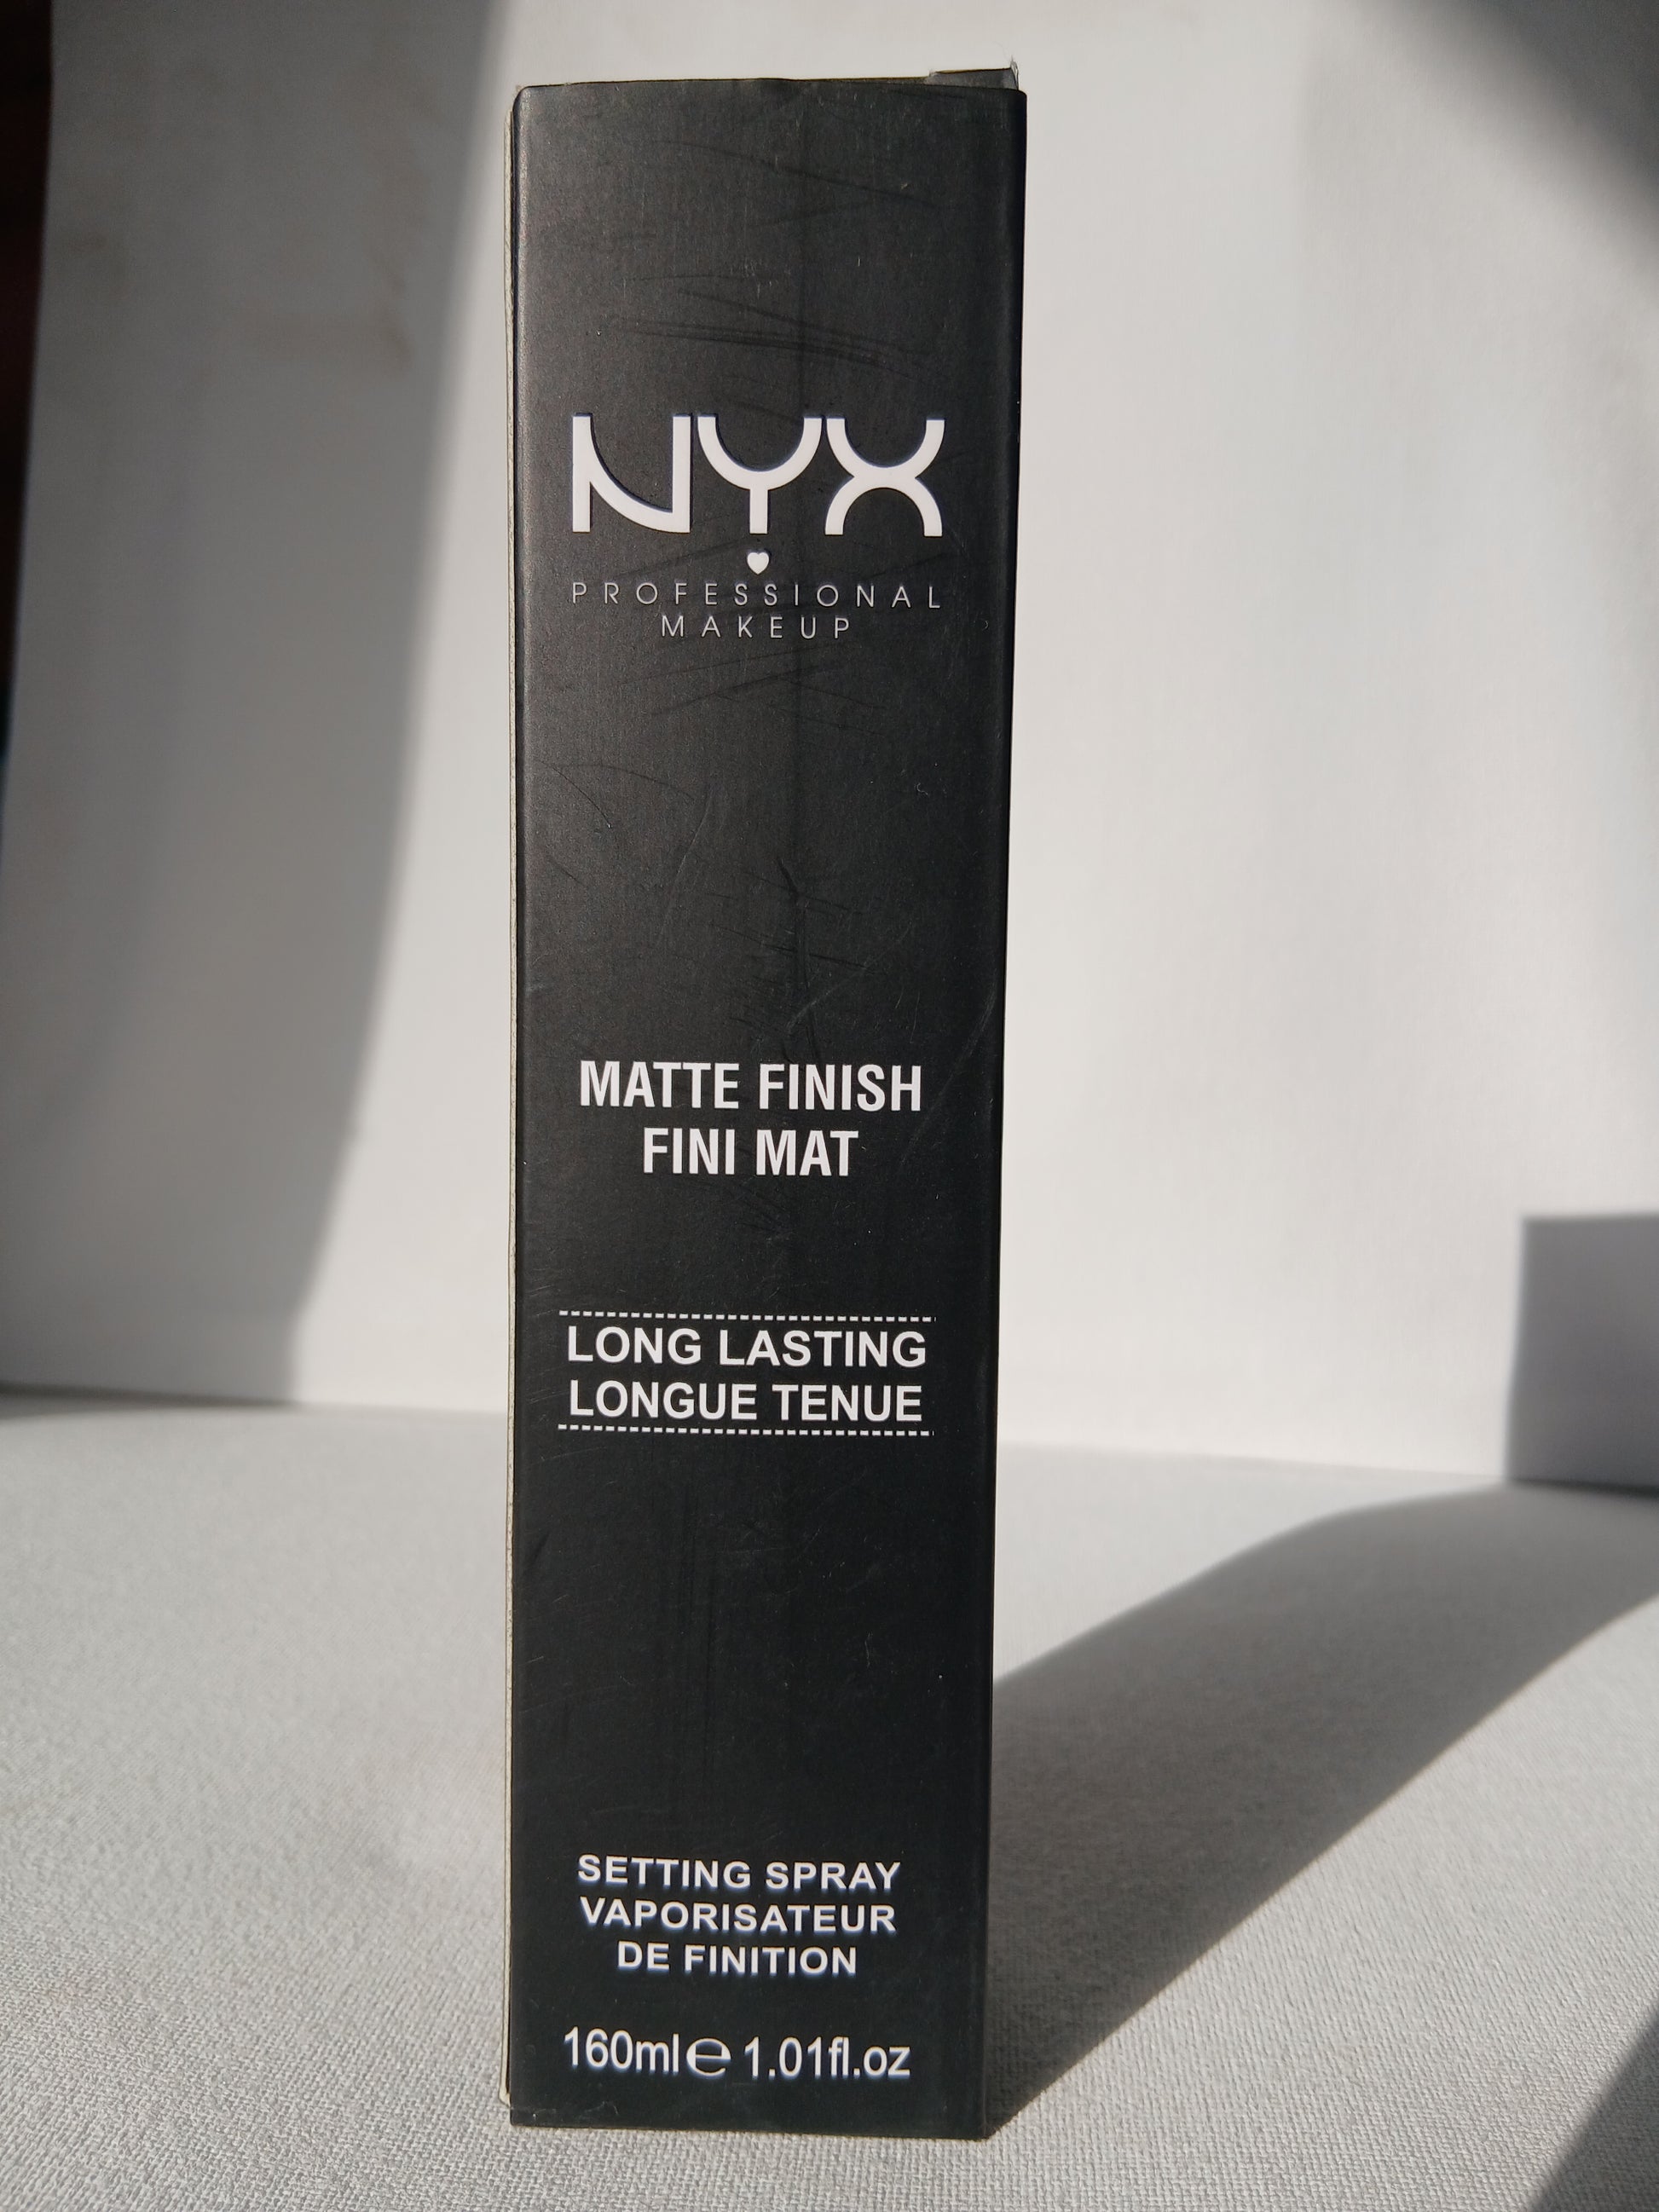 NYX
PROFESSIONAL
MAKEUP
MATTE FINISH
FINI MAT
LONG LASTING
LONGUE TENUE
SETTING SPRAY
VAPORISATEUR
DE FINITION
160ml℮ 1.01fl.oz